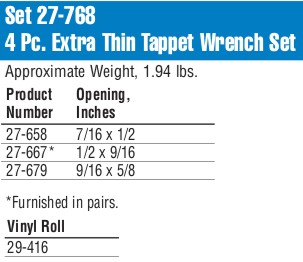 Set 27-768
4 Pc. Extra Thin Tappet Wrench Set
Approximate Weight, 1.94 lbs.
Product Opening,
Number Inches
27-658 7/16 x 1/2
27-667* 1/2 x 9/16
27-679 9/16 x 5/8
*Furnished in pairs.
Vinyl Roll
29-416